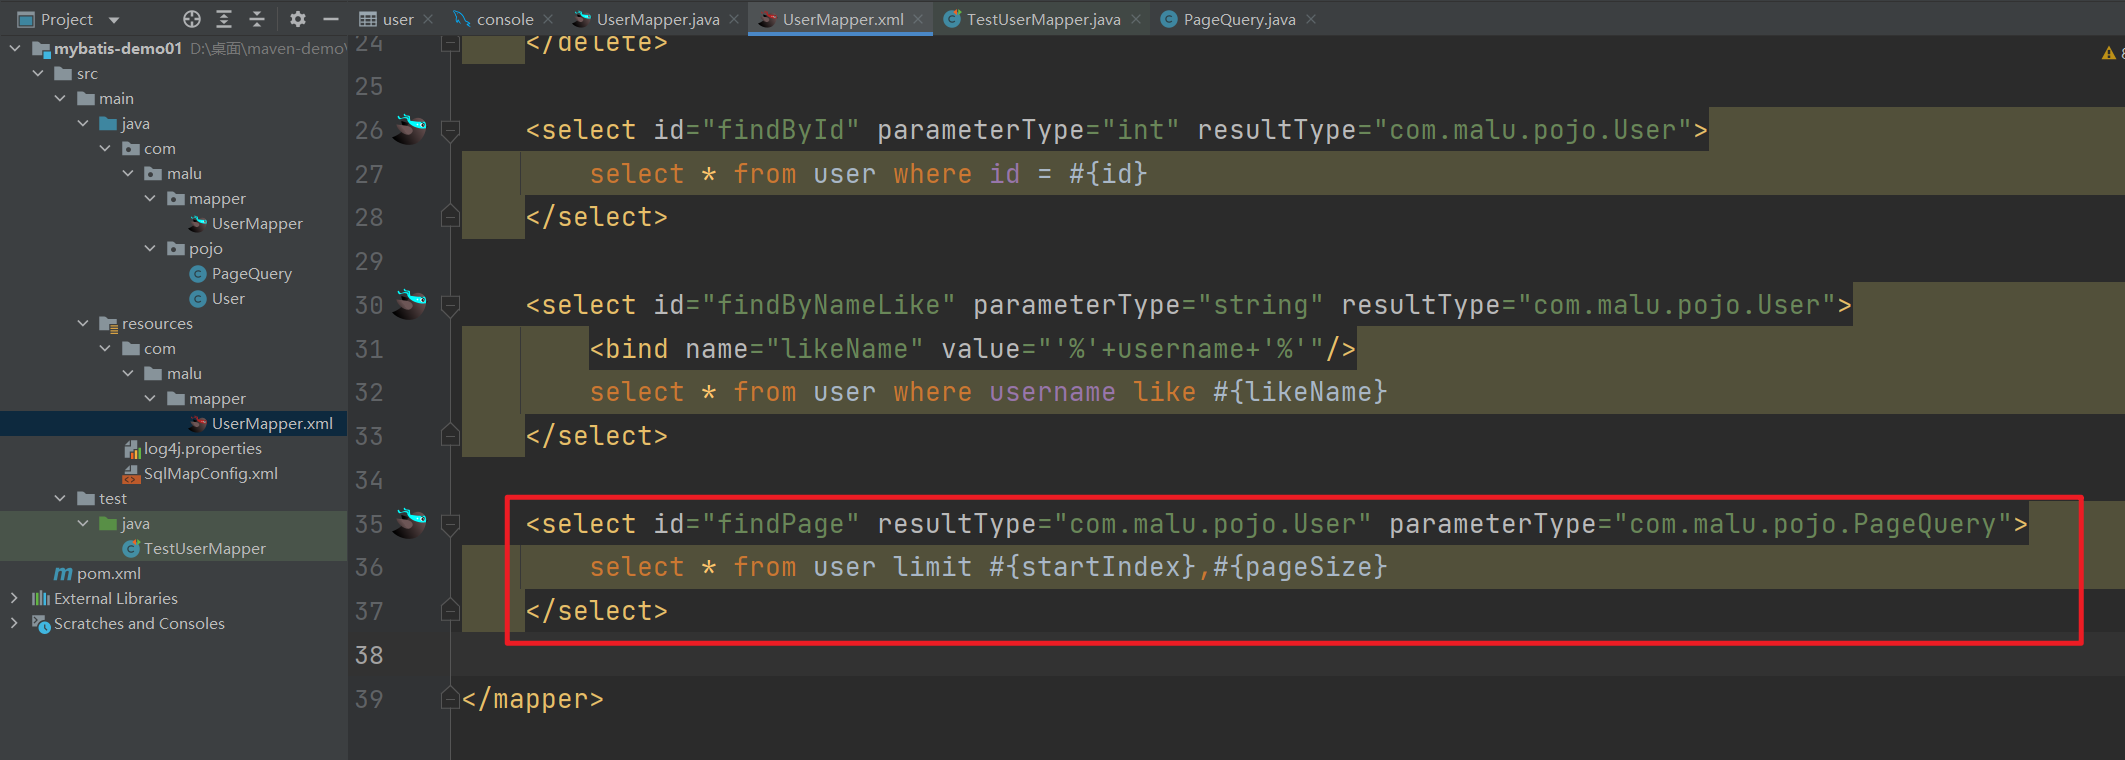 Project
user
console
UserMapper.java
UserMapper.xml
TestUserMapper.java
PageQuery.java
mybatis-demo01 D:\桌面\maven-demo\
src
main
java
com
malu
mapper
UserMapper
pojo
PageQuery
User
resources
com
malu
mapper
UserMapper.xml
log4j.properties
SqlMapConfig.xml
test
java
TestUserMapper
pom.xml
External Libraries
Scratches and Consoles
24 </delete>
25
26 <select id="findById" parameterType="int" resultType="com.malu.pojo.User">
27 select * from user where id = #{id}
28 </select>
29
30 <select id="findByNameLike" parameterType="string" resultType="com.malu.pojo.User">
31 <bind name="likeName" value="'%'+username+'%'"/>
32 select * from user where username like #{likeName}
33 </select>
34
35 <select id="findPage" resultType="com.malu.pojo.User" parameterType="com.malu.pojo.PageQuery">
36 select * from user limit #{startIndex},#{pageSize}
37 </select>
38
39 </mapper>